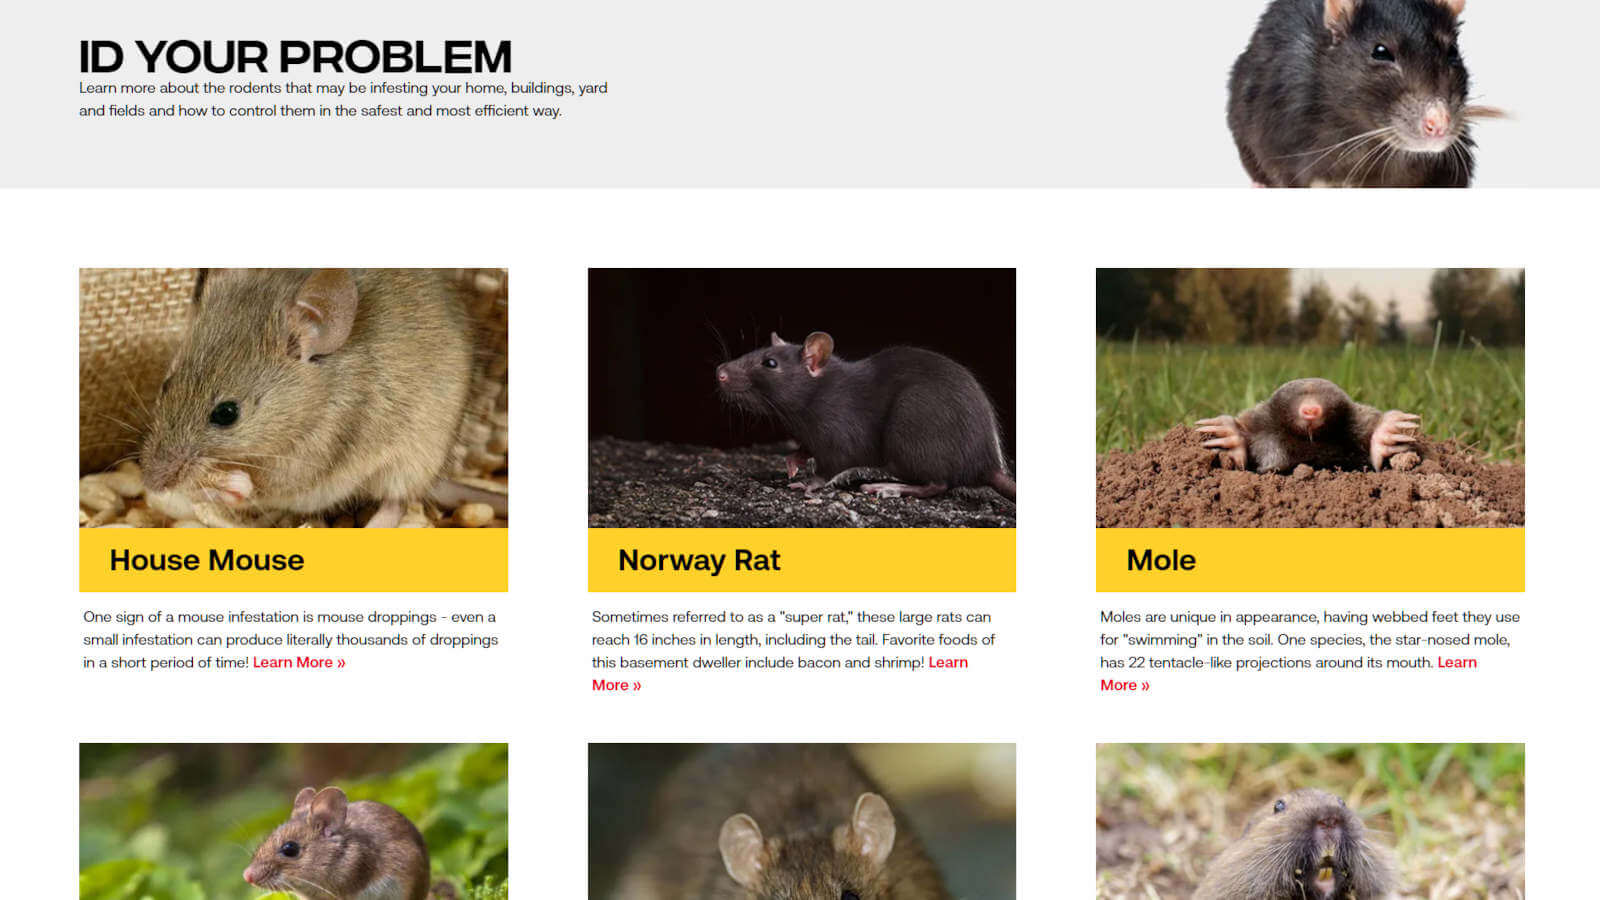 ID YOUR PROBLEM
Learn more about the rodents that may be infesting your home, buildings, yard
and fields and how to control them in the safest and most efficient way.
House Mouse
One sign of a mouse infestation is mouse droppings - even a
small infestation can produce literally thousands of droppings
in a short period of time! Learn More »
Norway Rat
Sometimes referred to as a "super rat," these large rats can
reach 16 inches in length, including the tail. Favorite foods of
this basement dweller include bacon and shrimp! Learn
More »
Mole
Moles are unique in appearance, having webbed feet they use
for "swimming" in the soil. One species, the star-nosed mole,
has 22 tentacle-like projections around its mouth. Learn
More »